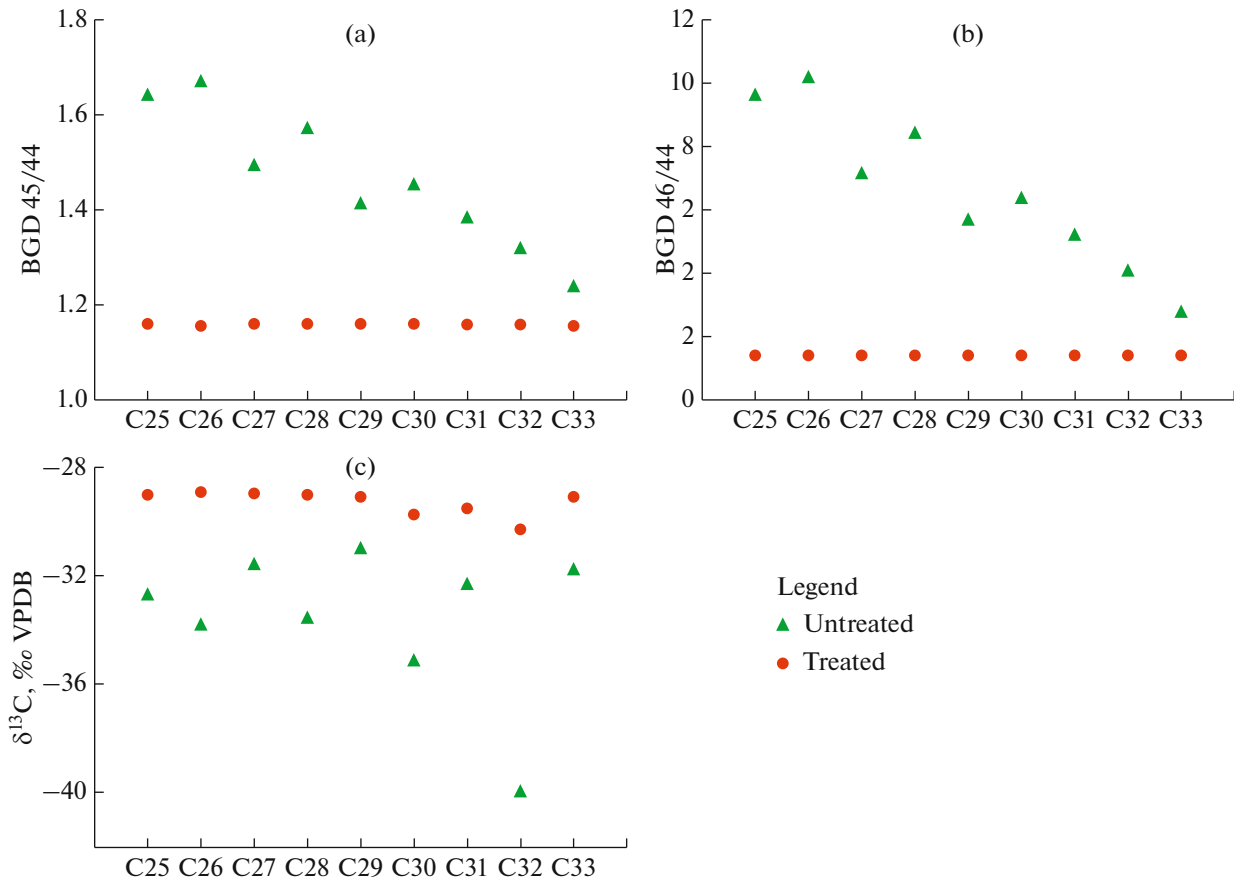 (a)
BGD 45/44
1.8
1.6
1.4
1.2
1.0
C25 C26 C27 C28 C29 C30 C31 C32 C33
(b)
BGD 46/44
12
10
8
2
2
2
0
C25 C26 C27 C28 C29 C30 C31 C32 C33
(c)
δ¹³C, ‰ VPDB
−28
−32
−36
−40
C25 C26 C27 C28 C29 C30 C31 C32 C33
Legend
Untreated
Treated